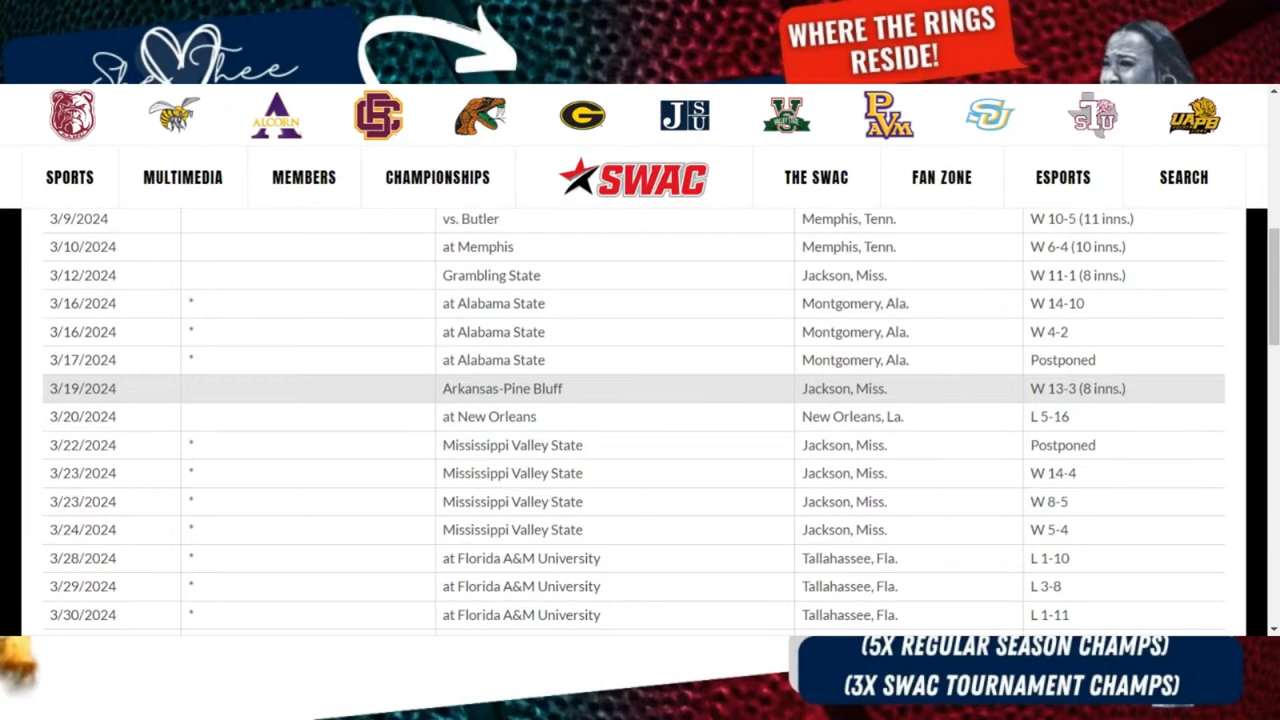 She Thee
WHERE THE RINGS
RESIDE!
ALCORN
BC
G
J S U
V
VALLEY STATE
PVAM
SU
TS
UAPB
SPORTS MULTIMEDIA MEMBERS CHAMPIONSHIPS SWAC THE SWAC FAN ZONE ESPORTS SEARCH
3/9/2024 vs. Butler Memphis, Tenn. W 10-5 (11 inns.)
3/10/2024 at Memphis Memphis, Tenn. W 6-4 (10 inns.)
3/12/2024 Grambling State Jackson, Miss. W 11-1 (8 inns.)
3/16/2024 * at Alabama State Montgomery, Ala. W 14-10
3/16/2024 * at Alabama State Montgomery, Ala. W 4-2
3/17/2024 * at Alabama State Montgomery, Ala. Postponed
3/19/2024 Arkansas-Pine Bluff Jackson, Miss. W 13-3 (8 inns.)
3/20/2024 at New Orleans New Orleans, La. L 5-16
3/22/2024 * Mississippi Valley State Jackson, Miss. Postponed
3/23/2024 * Mississippi Valley State Jackson, Miss. W 14-4
3/23/2024 * Mississippi Valley State Jackson, Miss. W 8-5
3/24/2024 * Mississippi Valley State Jackson, Miss. W 5-4
3/28/2024 * at Florida A&M University Tallahassee, Fla. L 1-10
3/29/2024 * at Florida A&M University Tallahassee, Fla. L 3-8
3/30/2024 * at Florida A&M University Tallahassee, Fla. L 1-11
(5X REGULAR SEASON CHAMPS)
(3X SWAC TOURNAMENT CHAMPS)